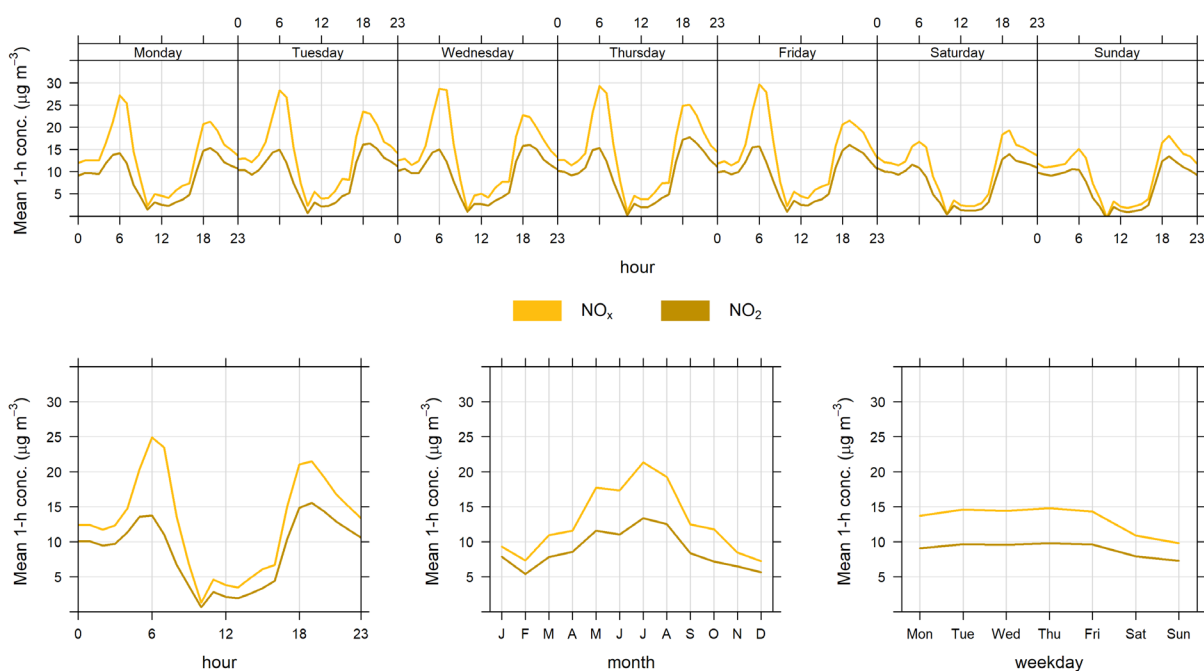 0 6 12 18 23 0 6 12 18 23 0 6 12 18 23
Monday Tuesday Wednesday Thursday Friday Saturday Sunday
Mean 1-h conc. (μg m⁻³)
30
25
20
15
10
5
0 6 12 18 23 0 6 12 18 23 0 6 12 18 23 0 6 12 18 23
hour
NOₓ NO₂
Mean 1-h conc. (μg m⁻³)
30
25
20
15
10
5
0 6 12 18 23
hour
Mean 1-h conc. (μg m⁻³)
30
25
20
15
10
5
J F M A M J J A S O N D
month
Mean 1-h conc. (μg m⁻³)
30
25
20
15
10
5
Mon Tue Wed Thu Fri Sat Sun
weekday